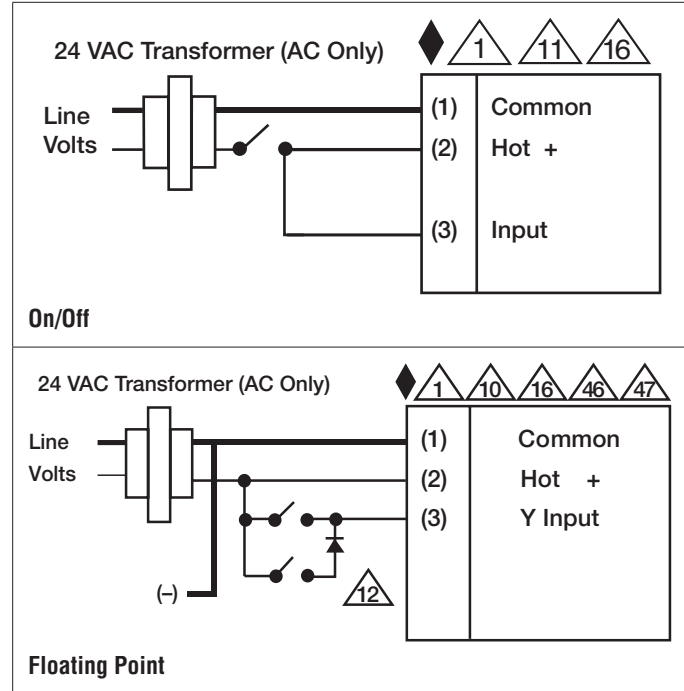 24 VAC Transformer (AC Only)
1 11 16
Line
Volts
(1) Common
(2) Hot +
(3) Input
On/Off
24 VAC Transformer (AC Only)
1 10 16 46 47
Line
Volts
(1) Common
(2) Hot +
(3) Y Input
12
(–)
Floating Point